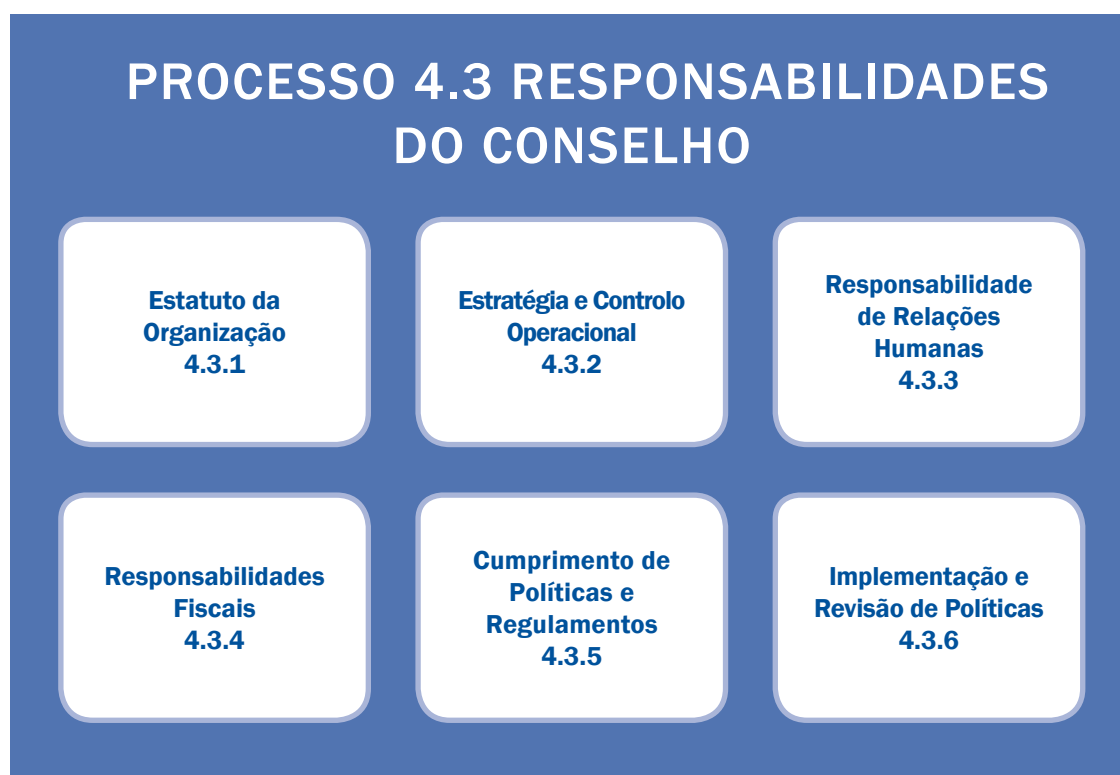 PROCESSO 4.3 RESPONSABILIDADES
DO CONSELHO
Estatuto da
Organização
4.3.1
Estratégia e Controlo
Operacional
4.3.2
Responsabilidade
de Relações
Humanas
4.3.3
Responsabilidades
Fiscais
4.3.4
Cumprimento de
Políticas e
Regulamentos
4.3.5
Implementação e
Revisão de Políticas
4.3.6